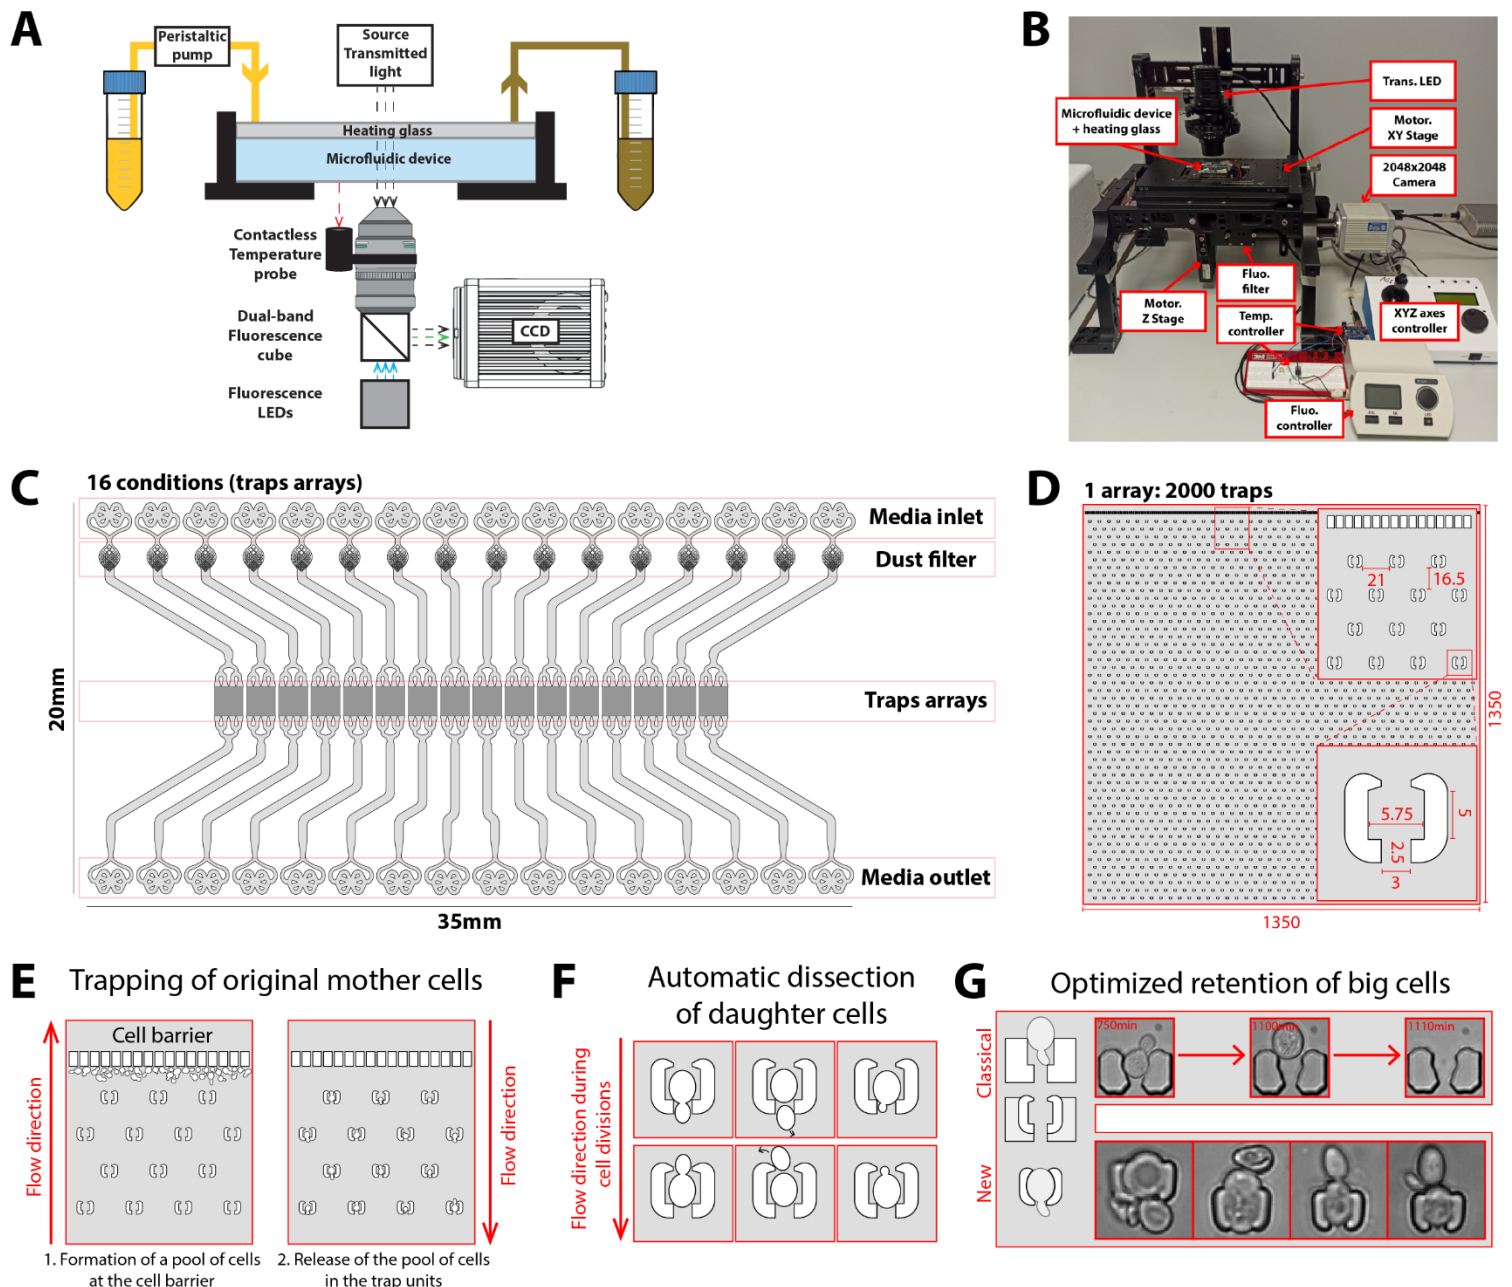 A
Peristaltic
pump
Source
Transmitted
light
Heating glass
Microfluidic device
Contactless
Temperature
probe
Dual-band
Fluorescence
cube
CCD
Fluorescence
LEDs
B
Trans. LED
Microfluidic device
+ heating glass
Motor.
XY Stage
2048x2048
Camera
Fluo.
filter
Motor.
Z Stage
Temp.
controller
XYZ axes
controller
Fluo.
controller
C
16 conditions (traps arrays)
Media inlet
Dust filter
Traps arrays
Media outlet
20mm
35mm
D
1 array: 2000 traps
21
16.5
5.75
5
2.5
3
1350
1350
E
Trapping of original mother cells
Cell barrier
Flow direction
Flow direction
1. Formation of a pool of cells
at the cell barrier
2. Release of the pool of cells
in the trap units
F
Automatic dissection
of daughter cells
Flow direction during
cell divisions
G
Optimized retention of big cells
Classical
750min
1100min
1110min
New